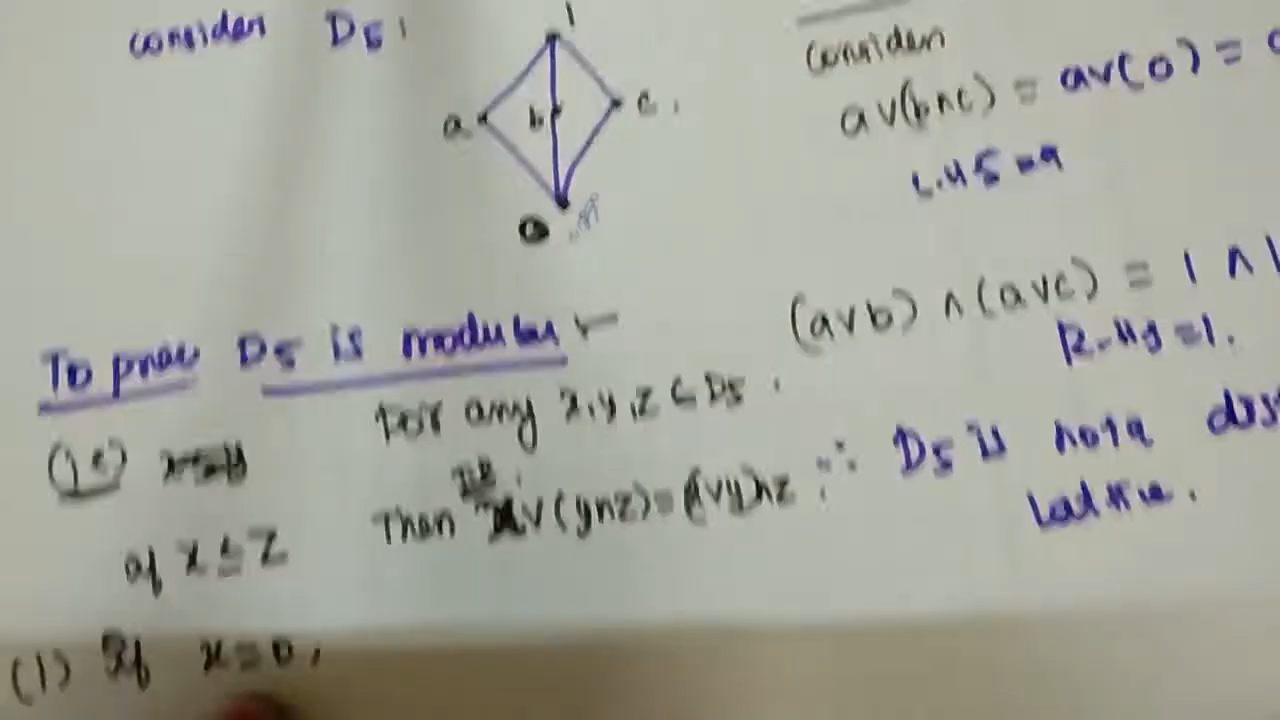 consider D5:
1
a
b
c.
0
To prove D5 is modular
(ie)
For any x,y,z ⊂ D5.
if x ≤ z
Then x∨(y∧z)=(x∨y)∧z
(1) If x=0,
consider
a∨(b∧c) = a∨(0) =
L.H.S = a
(a∨b) ∧ (a∨c) = 1 ∧ 1
R.H.S = 1.
∴ D5 is not a
Lattice.